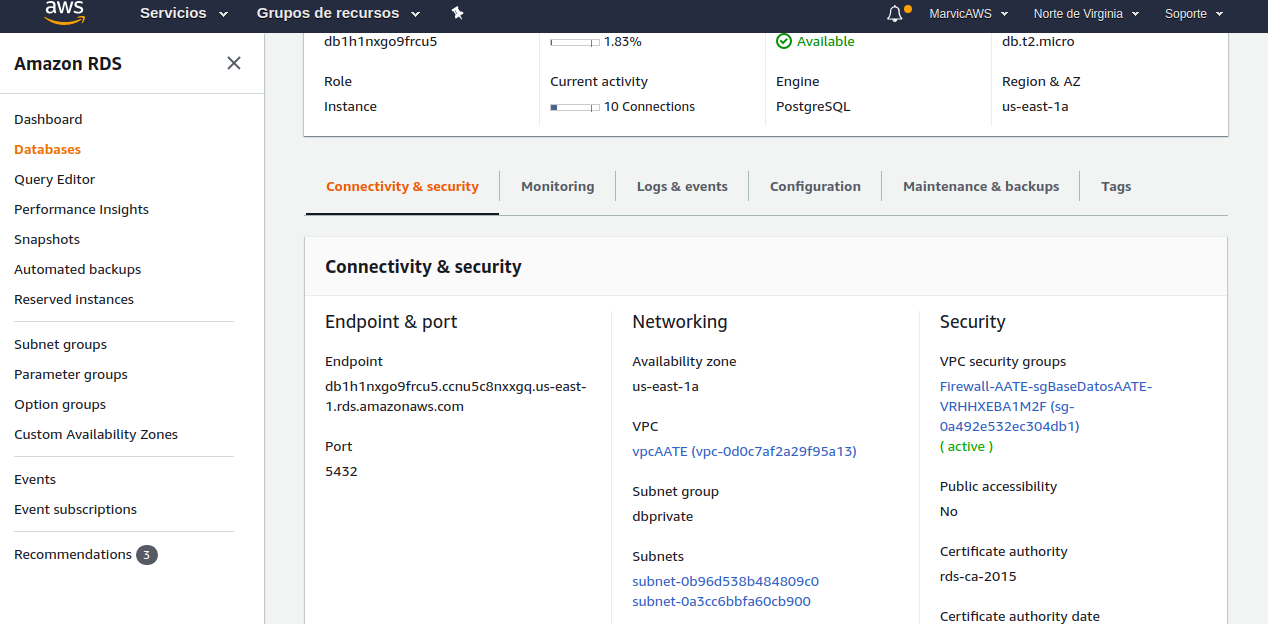 aws
Servicios
Grupos de recursos
MarvicAWS
Norte de Virginia
Soporte
Amazon RDS
Dashboard
Databases
Query Editor
Performance Insights
Snapshots
Automated backups
Reserved instances
Subnet groups
Parameter groups
Option groups
Custom Availability Zones
Events
Event subscriptions
Recommendations 3
db1h1nxgo9frcu5
1.83%
Available
db.t2.micro
Role
Current activity
Engine
Region & AZ
Instance
10 Connections
PostgreSQL
us-east-1a
Connectivity & security
Monitoring
Logs & events
Configuration
Maintenance & backups
Tags
Connectivity & security
Endpoint & port
Endpoint
db1h1nxgo9frcu5.ccnu5c8nxxgq.us-east-
1.rds.amazonaws.com
Port
5432
Networking
Availability zone
us-east-1a
VPC
vpcAATE (vpc-0d0c7af2a29f95a13)
Subnet group
dbprivate
Subnets
subnet-0b96d538b484809c0
subnet-0a3cc6bbfa60cb900
Security
VPC security groups
Firewall-AATE-sgBaseDatosAATE-
VRHHXEBA1M2F (sg-
0a492e532ec304db1)
( active )
Public accessibility
No
Certificate authority
rds-ca-2015
Certificate authority date